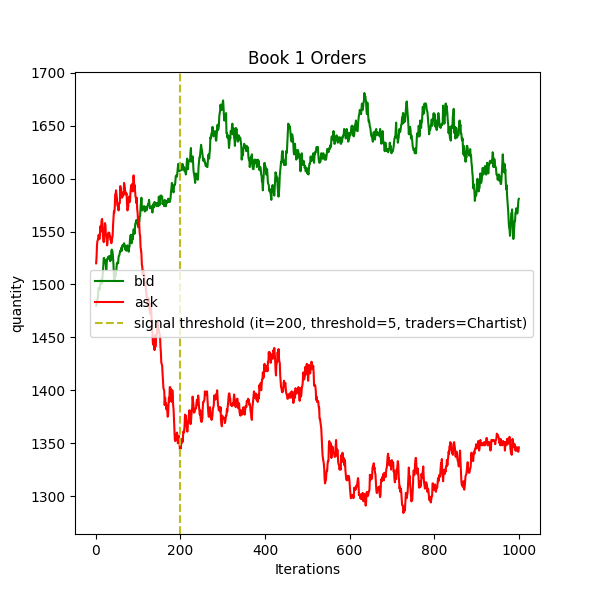 Book 1 Orders
quantity
1700
1650
1600
1550
1500
1450
1400
1350
1300
bid
ask
signal threshold (it=200, threshold=5, traders=Chartist)
0 200 400 600 800 1000
Iterations